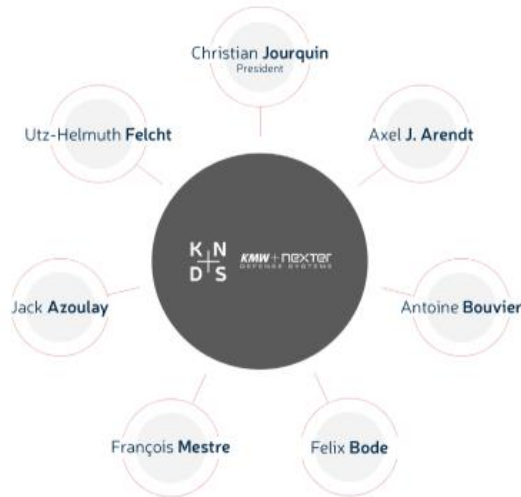 Christian Jourquin
President
Utz-Helmuth Felcht
Axel J. Arendt
K N
D S
KMW+nexter
DEFENSE SYSTEMS
Jack Azoulay
Antoine Bouvier
François Mestre
Felix Bode